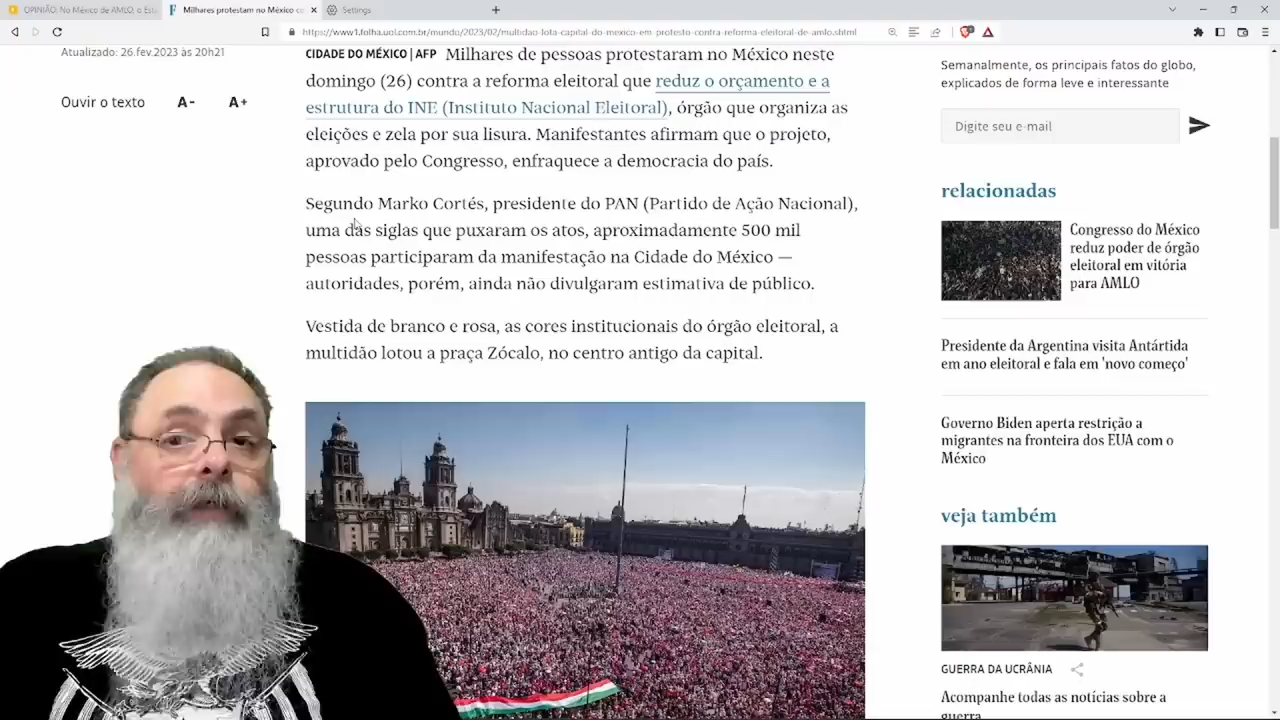 OPINIÃO: No México de AMLO, o Esta
Milhares protestam no México co
Settings
https://www1.folha.uol.com.br/mundo/2023/02/multidao-lota-capital-do-mexico-em-protesto-contra-reforma-eleitoral-de-amlo.shtml
Atualizado: 26.fev.2023 às 20h21
Ouvir o texto A- A+
CIDADE DO MÉXICO | AFP Milhares de pessoas protestaram no México neste
domingo (26) contra a reforma eleitoral que reduz o orçamento e a
estrutura do INE (Instituto Nacional Eleitoral), órgão que organiza as
eleições e zela por sua lisura. Manifestantes afirmam que o projeto,
aprovado pelo Congresso, enfraquece a democracia do país.
Segundo Marko Cortés, presidente do PAN (Partido de Ação Nacional),
uma das siglas que puxaram os atos, aproximadamente 500 mil
pessoas participaram da manifestação na Cidade do México —
autoridades, porém, ainda não divulgaram estimativa de público.
Vestida de branco e rosa, as cores institucionais do órgão eleitoral, a
multidão lotou a praça Zócalo, no centro antigo da capital.
Semanalmente, os principais fatos do globo,
explicados de forma leve e interessante
Digite seu e-mail
relacionadas
Congresso do México
reduz poder de órgão
eleitoral em vitória
para AMLO
Presidente da Argentina visita Antártida
em ano eleitoral e fala em 'novo começo'
Governo Biden aperta restrição a
migrantes na fronteira dos EUA com o
México
veja também
GUERRA DA UCRÂNIA
Acompanhe todas as notícias sobre a
guerra